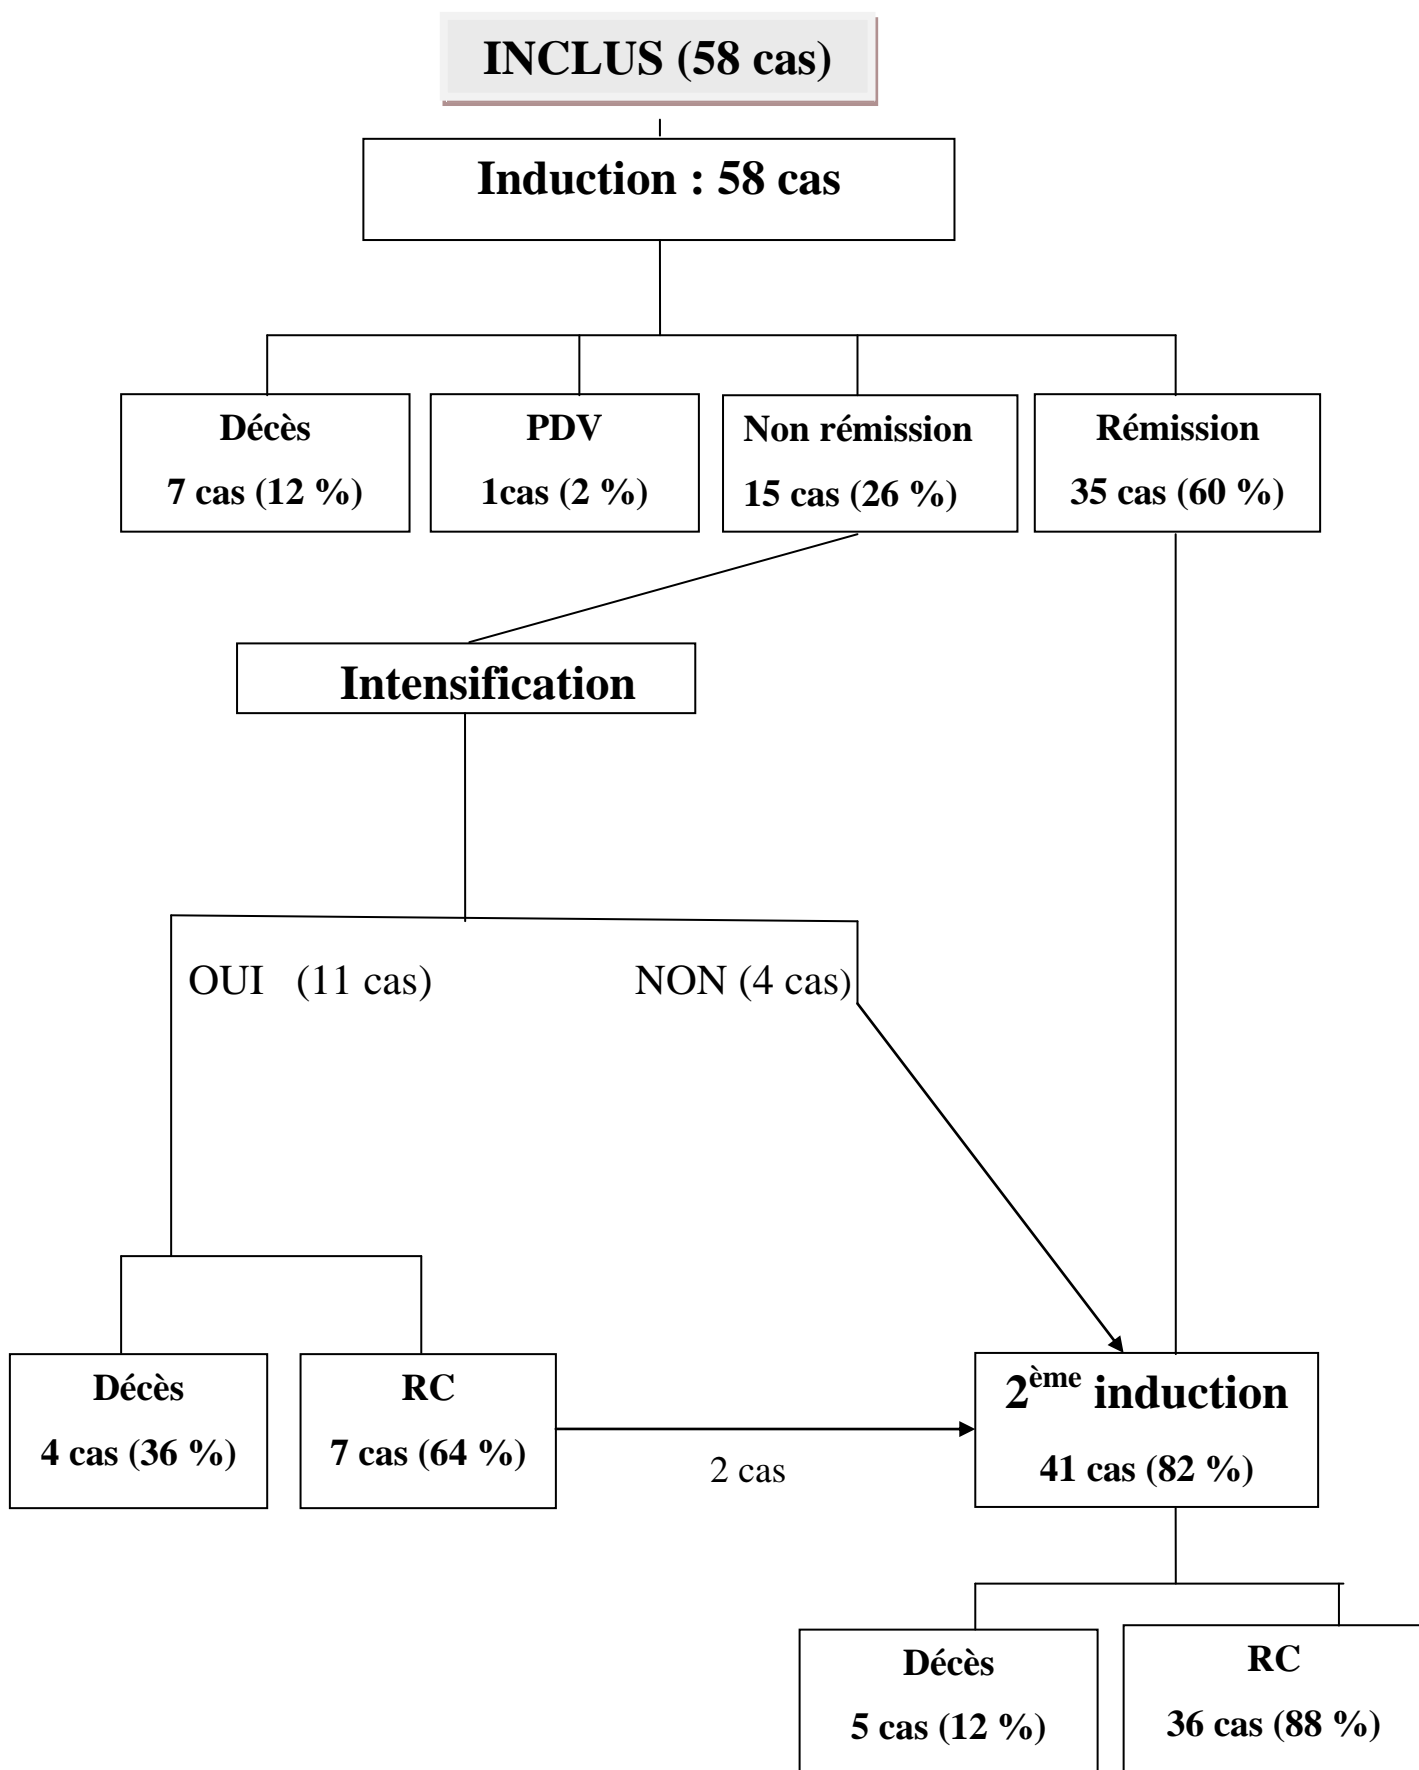 INCLUS (58 cas)
Induction : 58 cas
Décès
7 cas (12 %)
PDV
1cas (2 %)
Non rémission
15 cas (26 %)
Rémission
35 cas (60 %)
Intensification
OUI (11 cas)
NON (4 cas)
Décès
4 cas (36 %)
RC
7 cas (64 %)
2 cas
2ème induction
41 cas (82 %)
Décès
5 cas (12 %)
RC
36 cas (88 %)